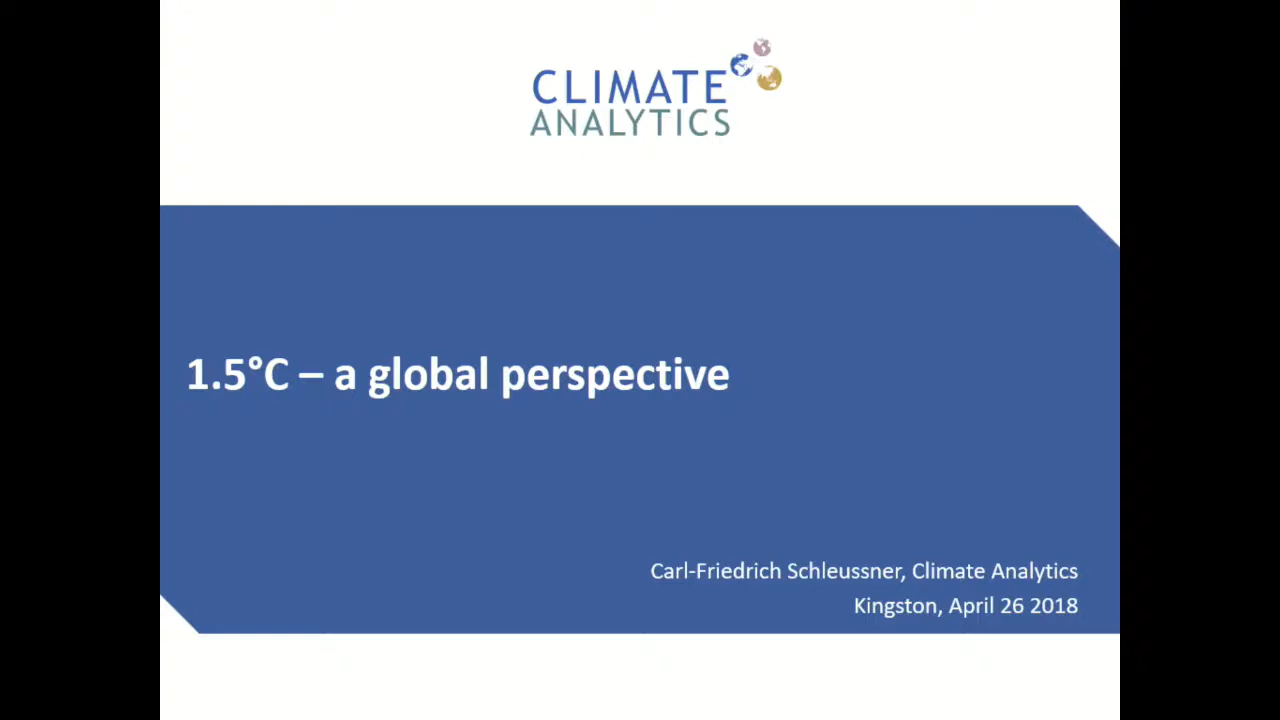 CLIMATE
ANALYTICS
1.5°C – a global perspective
Carl-Friedrich Schleussner, Climate Analytics
Kingston, April 26 2018